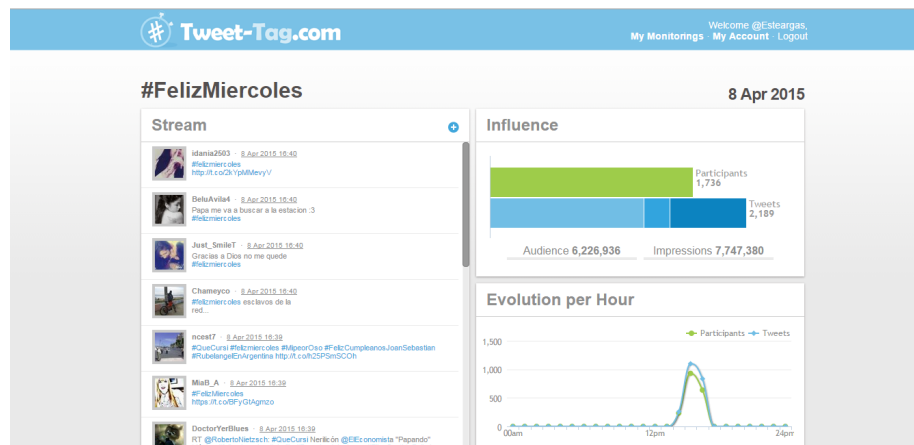 Tweet-Tag.com
Welcome @Esteargas,
My Monitorings · My Account · Logout
#FelizMiercoles
8 Apr 2015
Stream
idania2503 · 8 Apr 2015 16:40
#felizmiercoles
http://t.co/2kYpMMevyV
BeluAvila4 · 8 Apr 2015 16:40
Papa me va a buscar a la estacion :3
#felizmiercoles
Just_SmileT · 8 Apr 2015 16:40
Gracias a Dios no me quede
#felizmiercoles
Chameyco · 8 Apr 2015 16:40
#felizmiercoles esclavos de la
red...
ncest7 · 8 Apr 2015 16:39
#QueCursi #felizmiercoles #MipeorOso #FelizCumpleanosJoanSebastian
#RubelangelEnArgentina http://t.co/h25PSmSCOh
MiaB_A · 8 Apr 2015 16:39
#FelizMiercoles
https://t.co/BFyGtAgmzo
DoctorYerBlues · 8 Apr 2015 16:39
RT @RobertoNietzsch: #QueCursi Nerilicón @ElEconomista "Papando"
Influence
Participants
1,736
Tweets
2,189
Audience 6,226,936
Impressions 7,747,380
Evolution per Hour
Participants
Tweets
1,500
1,000
500
0
00am
12pm
24pm